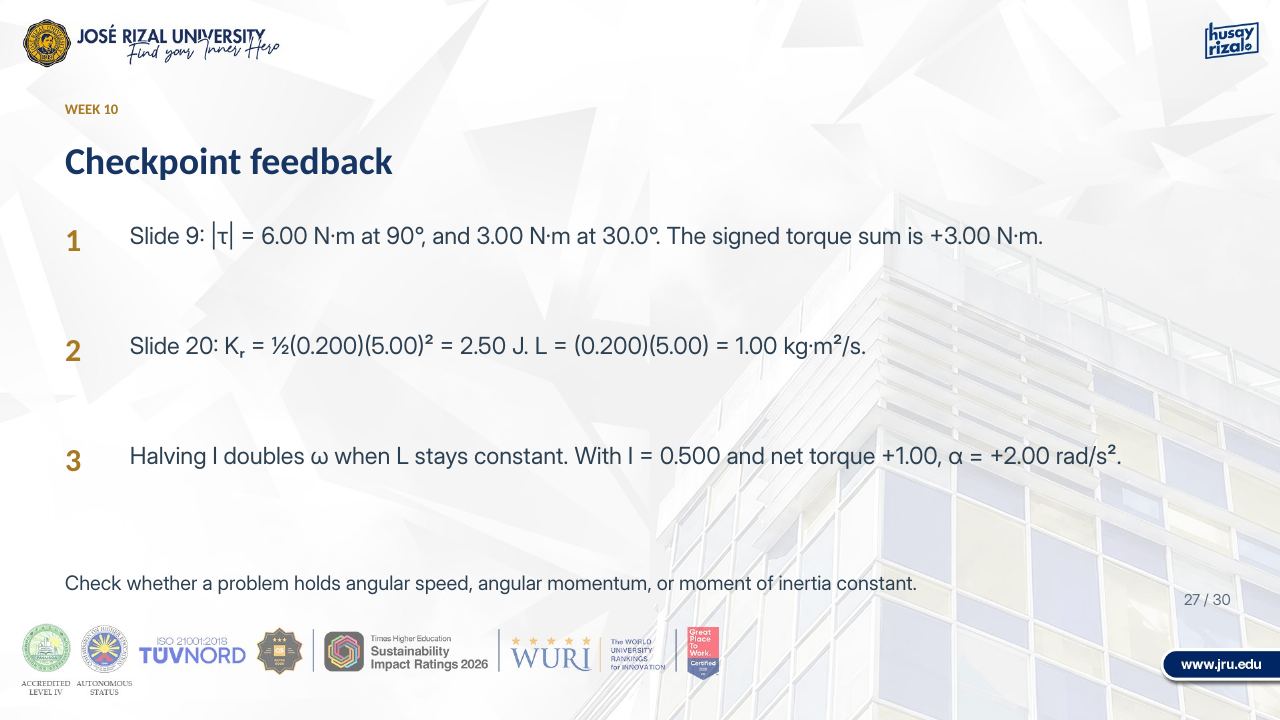 JOSÉ RIZAL UNIVERSITY
Find your Inner Hero
husay
rizal
WEEK 10
Checkpoint feedback
1 Slide 9: |τ| = 6.00 N·m at 90°, and 3.00 N·m at 30.0°. The signed torque sum is +3.00 N·m.
2 Slide 20: Kᵣ = ½(0.200)(5.00)² = 2.50 J. L = (0.200)(5.00) = 1.00 kg·m²/s.
3 Halving I doubles ω when L stays constant. With I = 0.500 and net torque +1.00, α = +2.00 rad/s².
Check whether a problem holds angular speed, angular momentum, or moment of inertia constant.
27 / 30
ACCREDITED
LEVEL IV
AUTONOMOUS
STATUS
ISO 21001:2018
TÜVNORD
Times Higher Education
Sustainability
Impact Ratings 2026
WURI
The WORLD
UNIVERSITY
RANKINGS
for INNOVATION
Great
Place
To
Work.
Certified
www.jru.edu